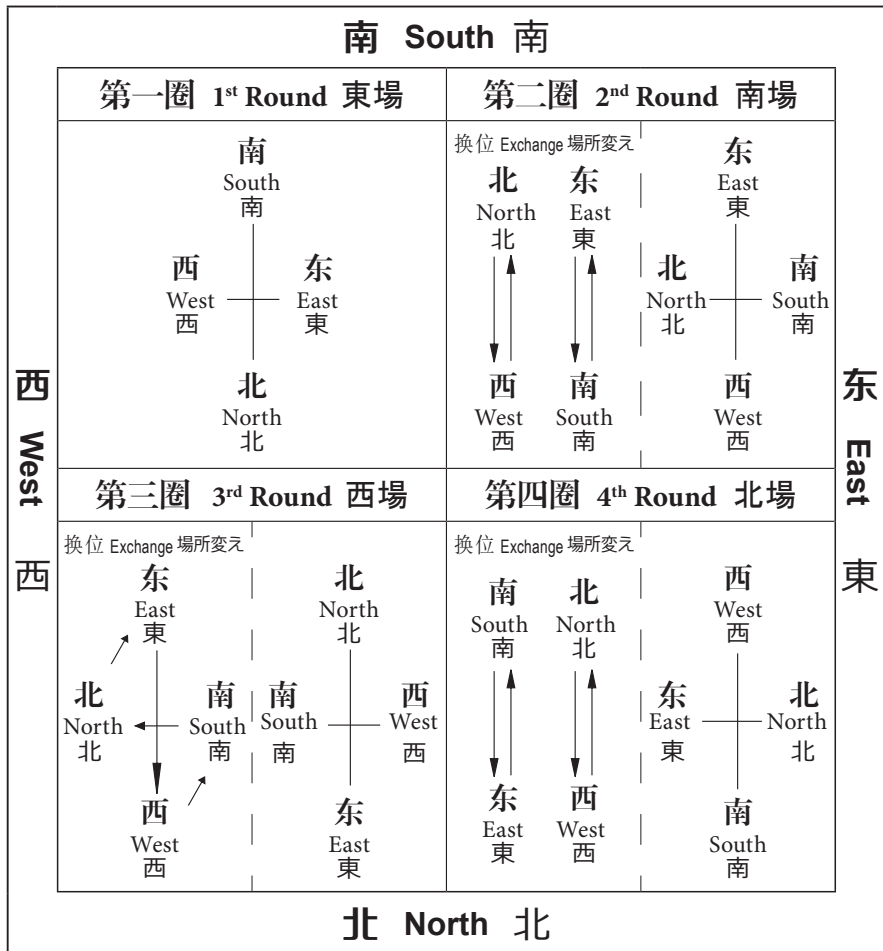 南 South 南
西 West 西
东 East 東
第一圈 1st Round 東場
南
South
南
西
West
西
东
East
東
北
North
北
第二圈 2nd Round 南場
换位 Exchange 場所変え
北
North
北
东
East
東
西
West
西
南
South
南
东
East
東
北
North
北
南
South
南
西
West
西
第三圈 3rd Round 西場
换位 Exchange 場所変え
东
East
東
北
North
北
南
South
南
西
West
西
北
North
北
南
South
南
西
West
西
东
East
東
第四圈 4th Round 北場
换位 Exchange 場所変え
南
South
南
北
North
北
东
East
東
西
West
西
西
West
西
东
East
東
北
North
北
南
South
南
北 North 北